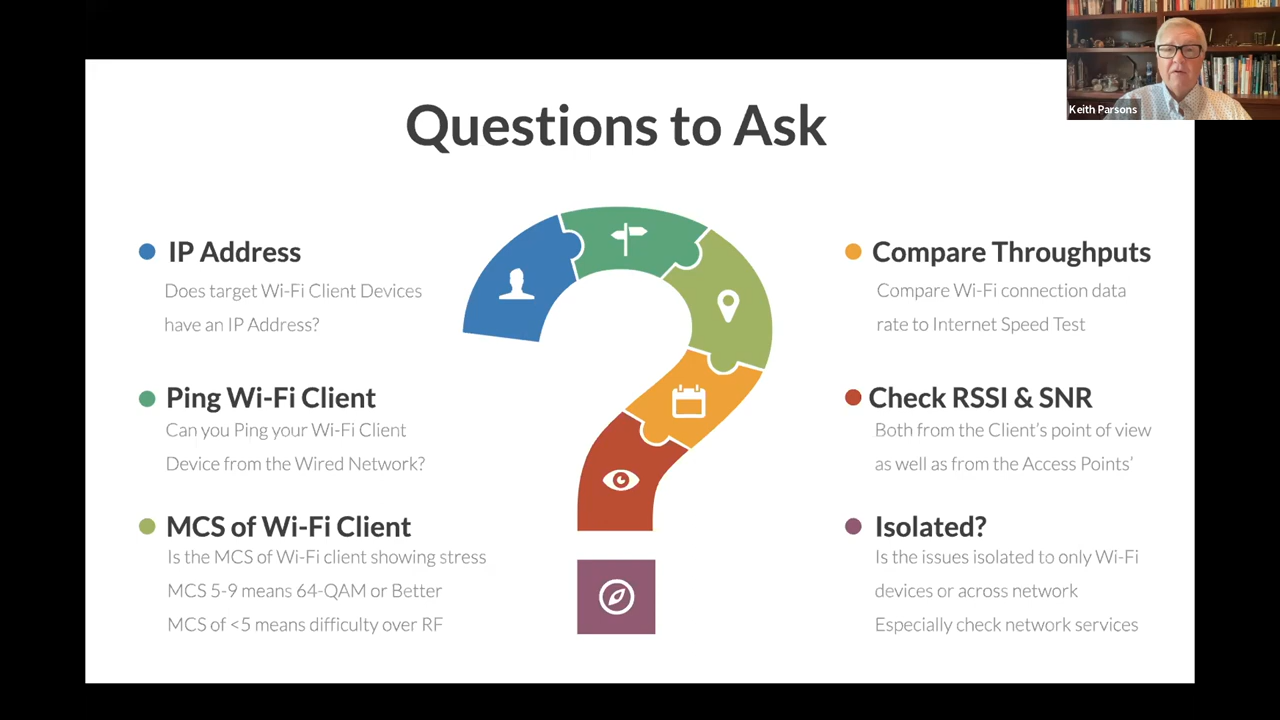 Keith Parsons
Questions to Ask
IP Address
Does target Wi-Fi Client Devices
have an IP Address?
Ping Wi-Fi Client
Can you Ping your Wi-Fi Client
Device from the Wired Network?
MCS of Wi-Fi Client
Is the MCS of Wi-Fi client showing stress
MCS 5-9 means 64-QAM or Better
MCS of <5 means difficulty over RF
Compare Throughputs
Compare Wi-Fi connection data
rate to Internet Speed Test
Check RSSI & SNR
Both from the Client's point of view
as well as from the Access Points'
Isolated?
Is the issues isolated to only Wi-Fi
devices or across network
Especially check network services